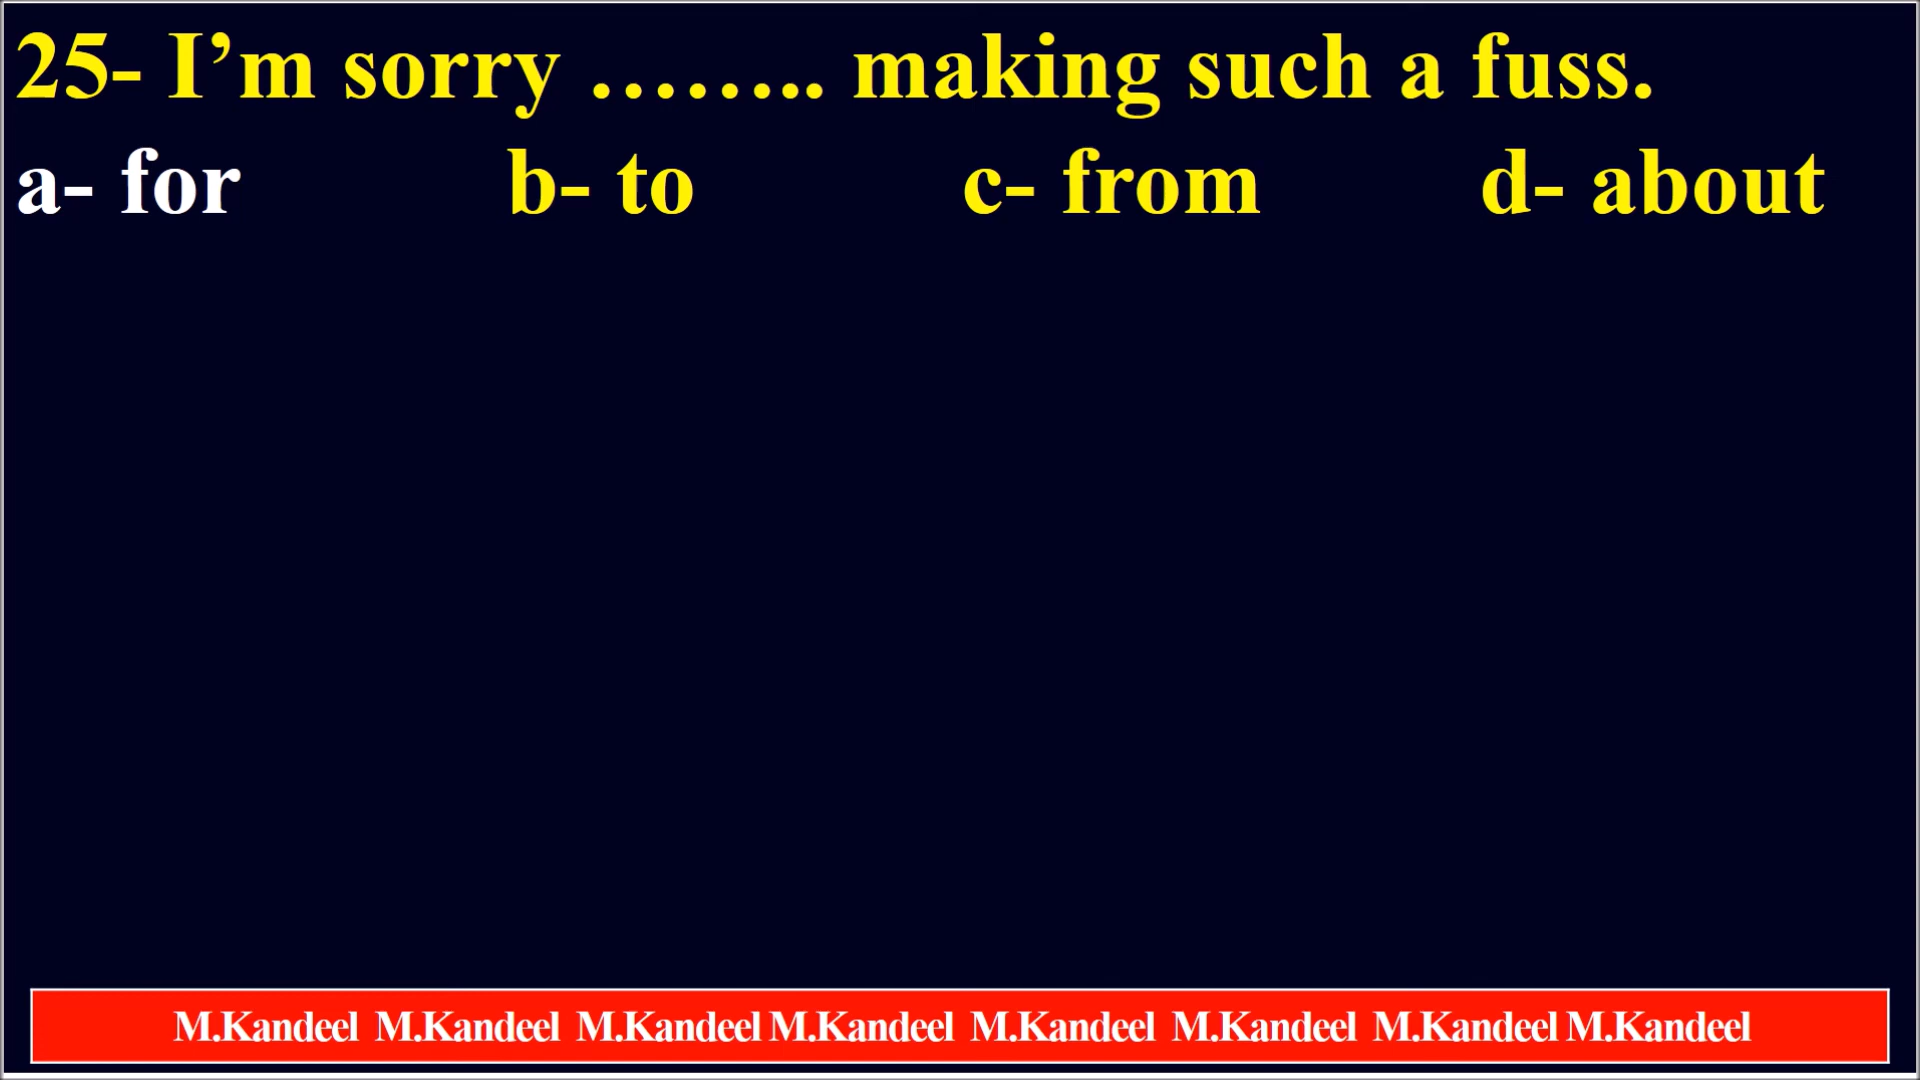 25- I’m sorry …….. making such a fuss.
a- for b- to c- from d- about
M.Kandeel M.Kandeel M.Kandeel M.Kandeel M.Kandeel M.Kandeel M.Kandeel M.Kandeel